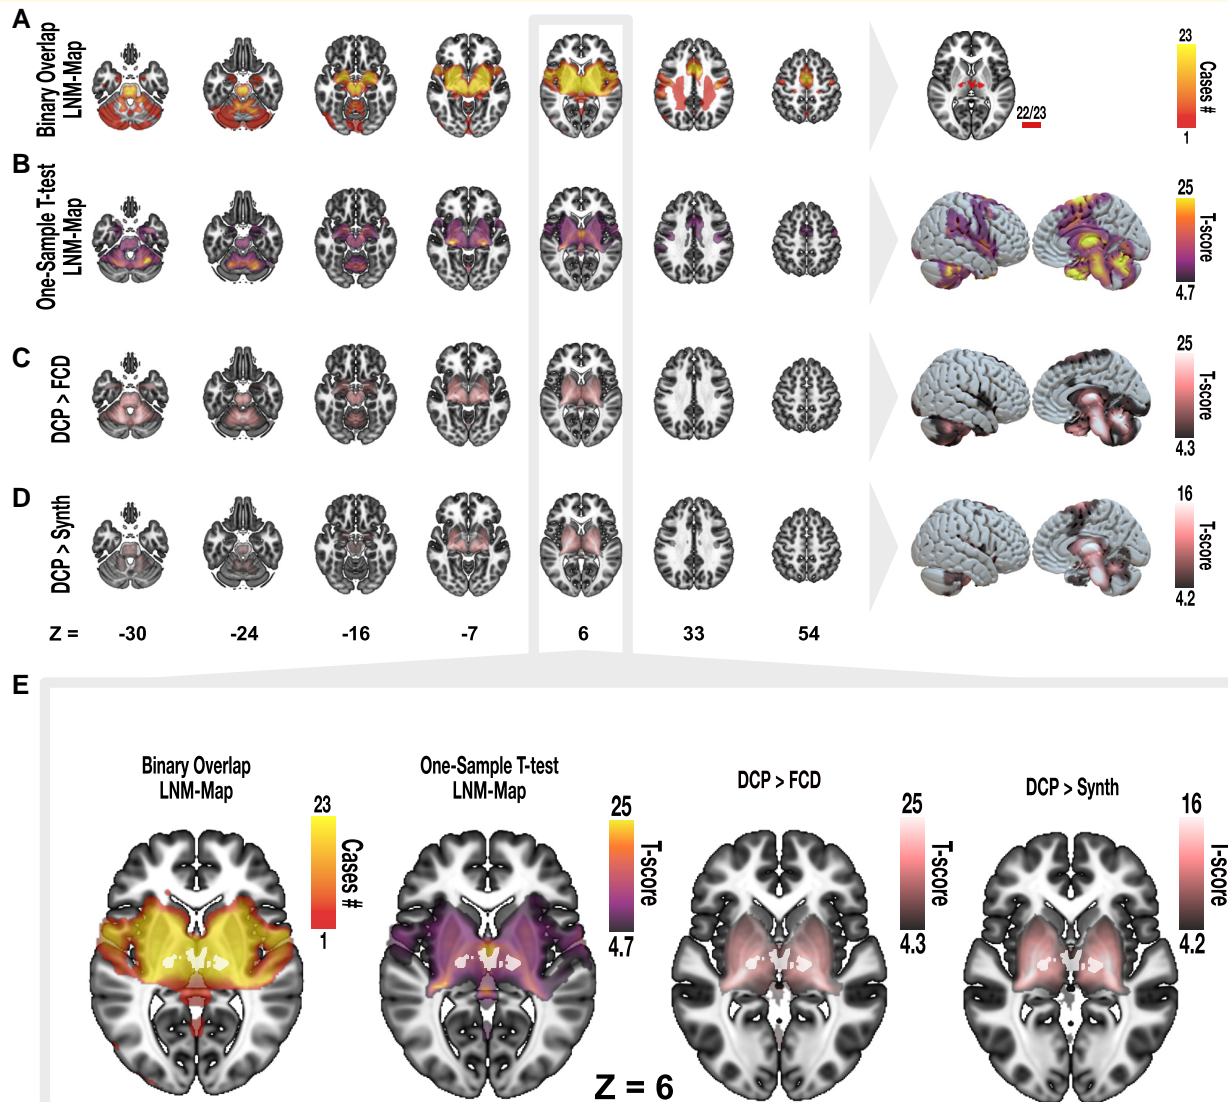 A
Binary Overlap
LNM-Map
22/23
23
Cases #
1
B
One-Sample T-test
LNM-Map
25
T-score
4.7
C
DCP > FCD
25
T-score
4.3
D
DCP > Synth
16
T-score
4.2
Z = -30 -24 -16 -7 6 33 54
E
Binary Overlap
LNM-Map
23
Cases #
1
One-Sample T-test
LNM-Map
25
T-score
4.7
DCP > FCD
25
T-score
4.3
DCP > Synth
16
T-score
4.2
Z = 6